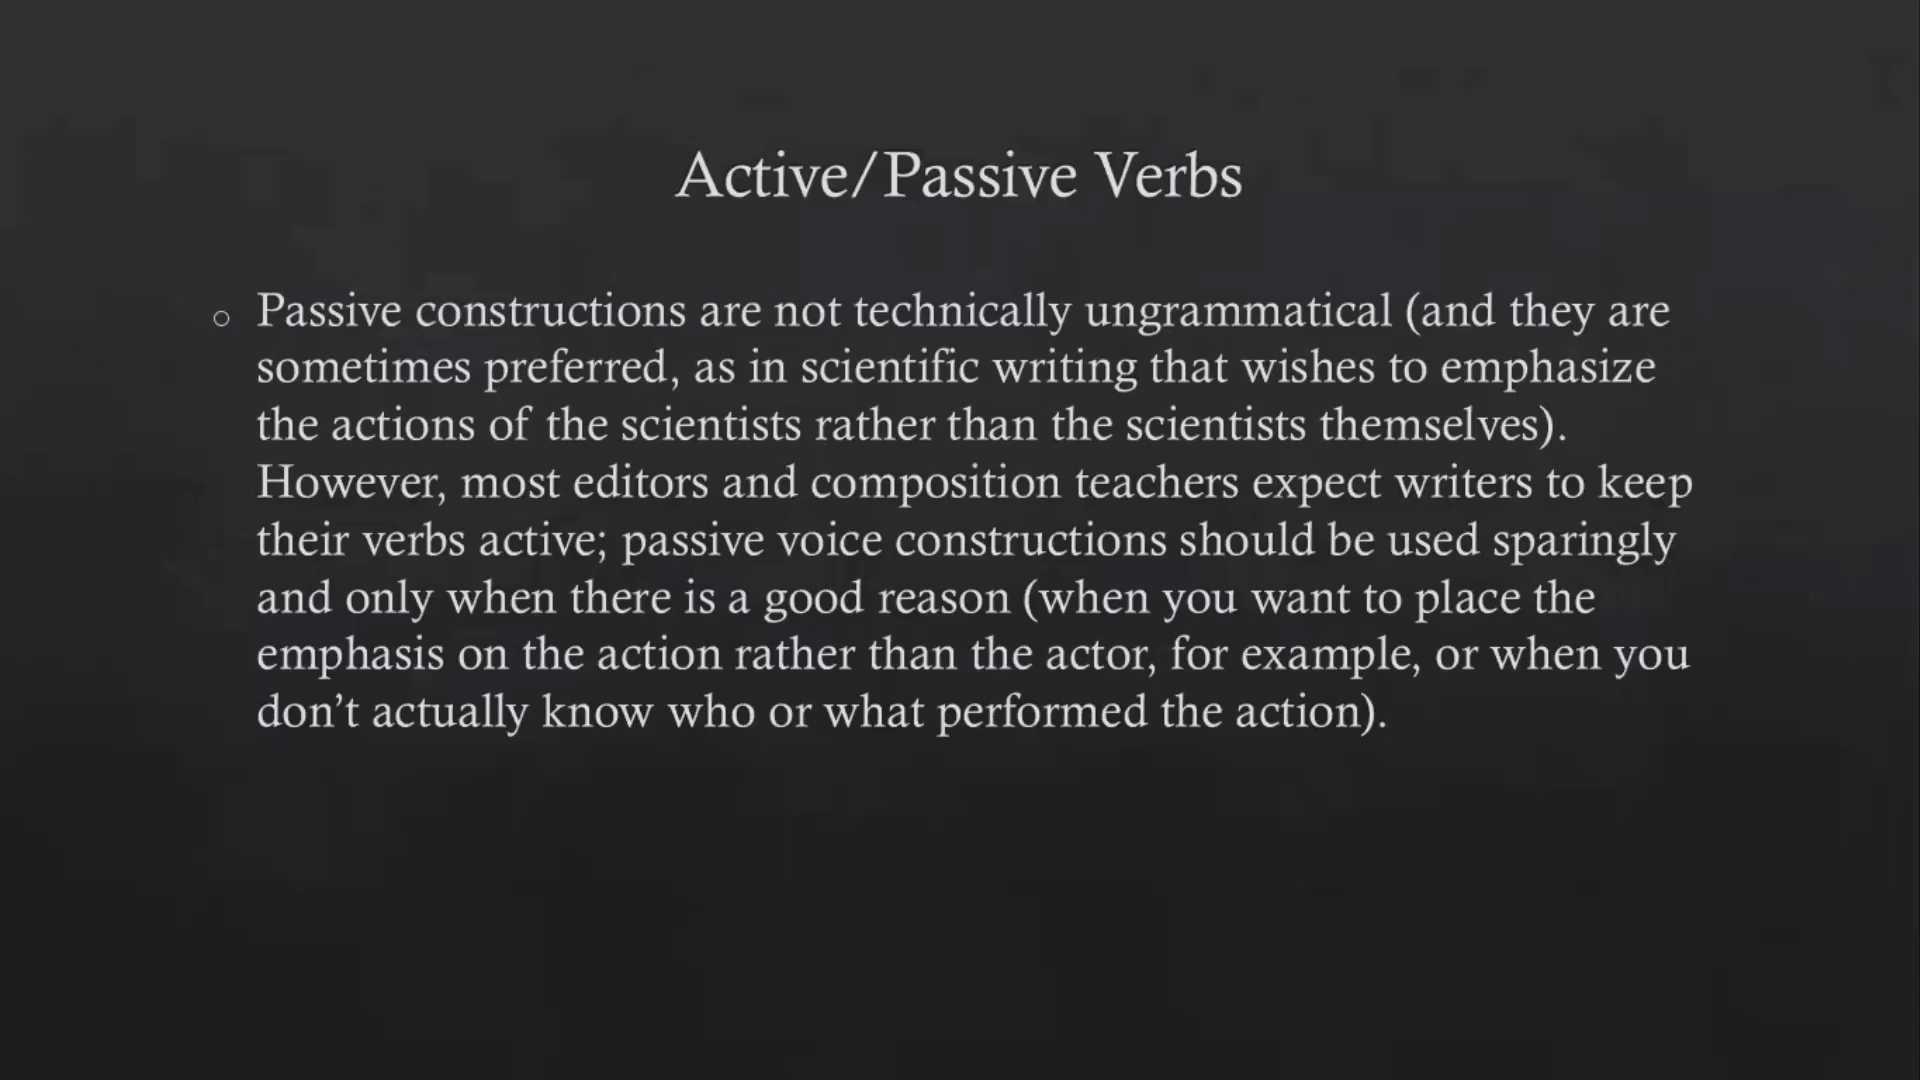 Active/Passive Verbs
○ Passive constructions are not technically ungrammatical (and they are
sometimes preferred, as in scientific writing that wishes to emphasize
the actions of the scientists rather than the scientists themselves).
However, most editors and composition teachers expect writers to keep
their verbs active; passive voice constructions should be used sparingly
and only when there is a good reason (when you want to place the
emphasis on the action rather than the actor, for example, or when you
don’t actually know who or what performed the action).